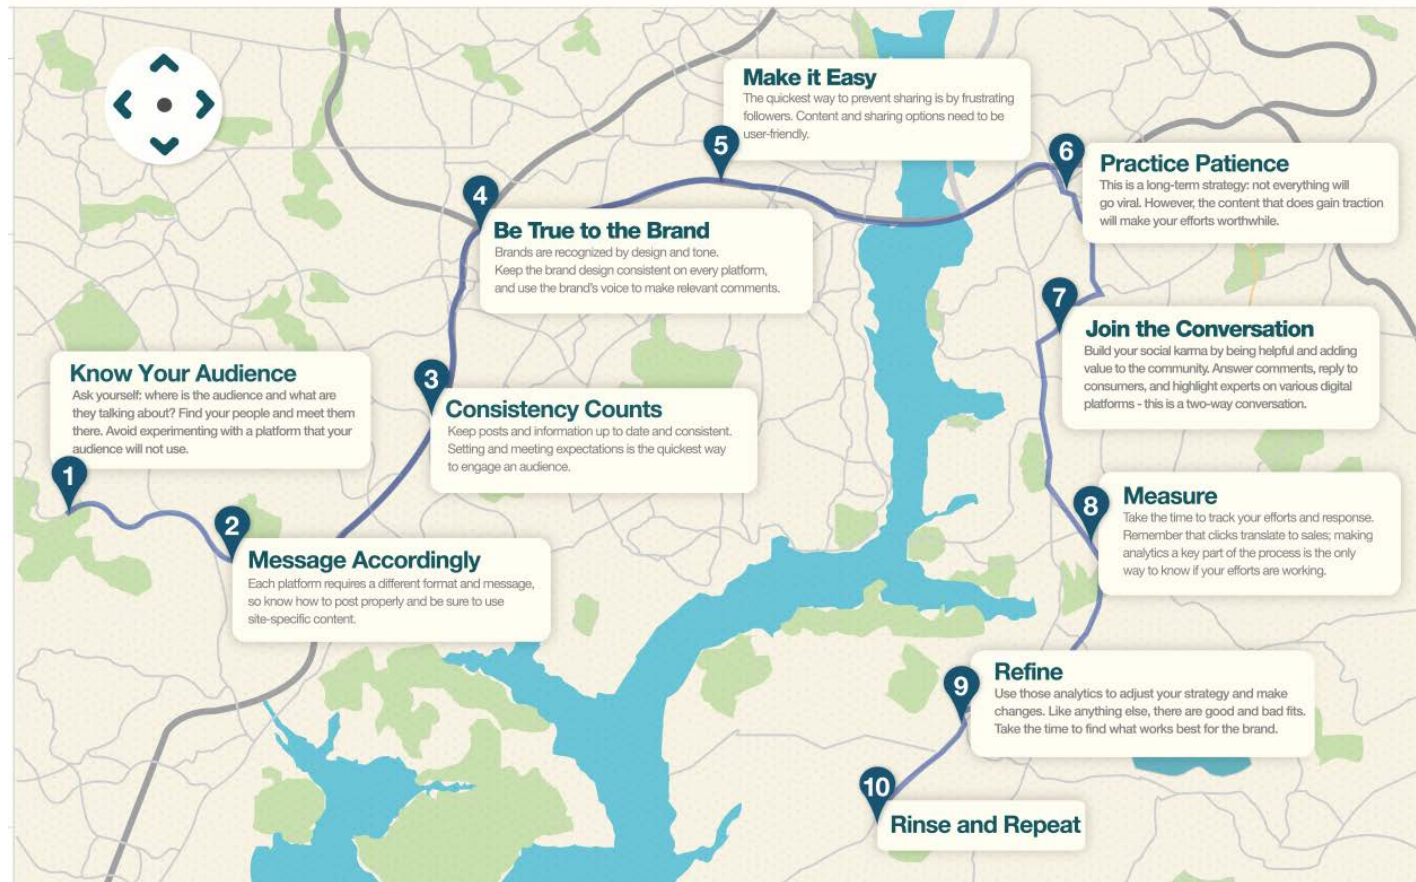 1
Know Your Audience
Ask yourself: where is the audience and what are
they talking about? Find your people and meet them
there. Avoid experimenting with a platform that your
audience will not use.
2
Message Accordingly
Each platform requires a different format and message,
so know how to post properly and be sure to use
site-specific content.
3
Consistency Counts
Keep posts and information up to date and consistent.
Setting and meeting expectations is the quickest way
to engage an audience.
4
Be True to the Brand
Brands are recognized by design and tone.
Keep the brand design consistent on every platform,
and use the brand's voice to make relevant comments.
5
Make it Easy
The quickest way to prevent sharing is by frustrating
followers. Content and sharing options need to be
user-friendly.
6
Practice Patience
This is a long-term strategy: not everything will
go viral. However, the content that does gain traction
will make your efforts worthwhile.
7
Join the Conversation
Build your social karma by being helpful and adding
value to the community. Answer comments, reply to
consumers, and highlight experts on various digital
platforms - this is a two-way conversation.
8
Measure
Take the time to track your efforts and response.
Remember that clicks translate to sales; making
analytics a key part of the process is the only
way to know if your efforts are working.
9
Refine
Use those analytics to adjust your strategy and make
changes. Like anything else, there are good and bad fits.
Take the time to find what works best for the brand.
10
Rinse and Repeat